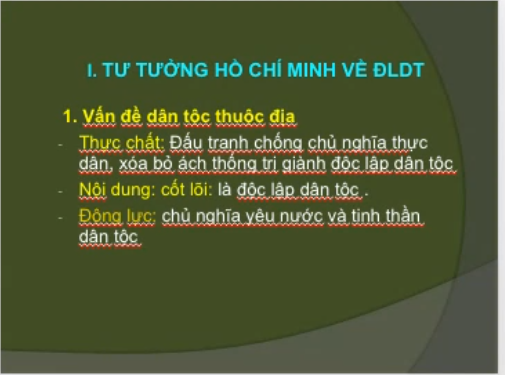 I. TƯ TƯỞNG HỒ CHÍ MINH VỀ ĐLDT
1. Vấn đề dân tộc thuộc địa
- Thực chất: Đấu tranh chống chủ nghĩa thực
dân, xóa bỏ ách thống trị giành độc lập dân tộc
- Nội dung: cốt lõi: là độc lập dân tộc .
- Động lực: chủ nghĩa yêu nước và tinh thần
dân tộc